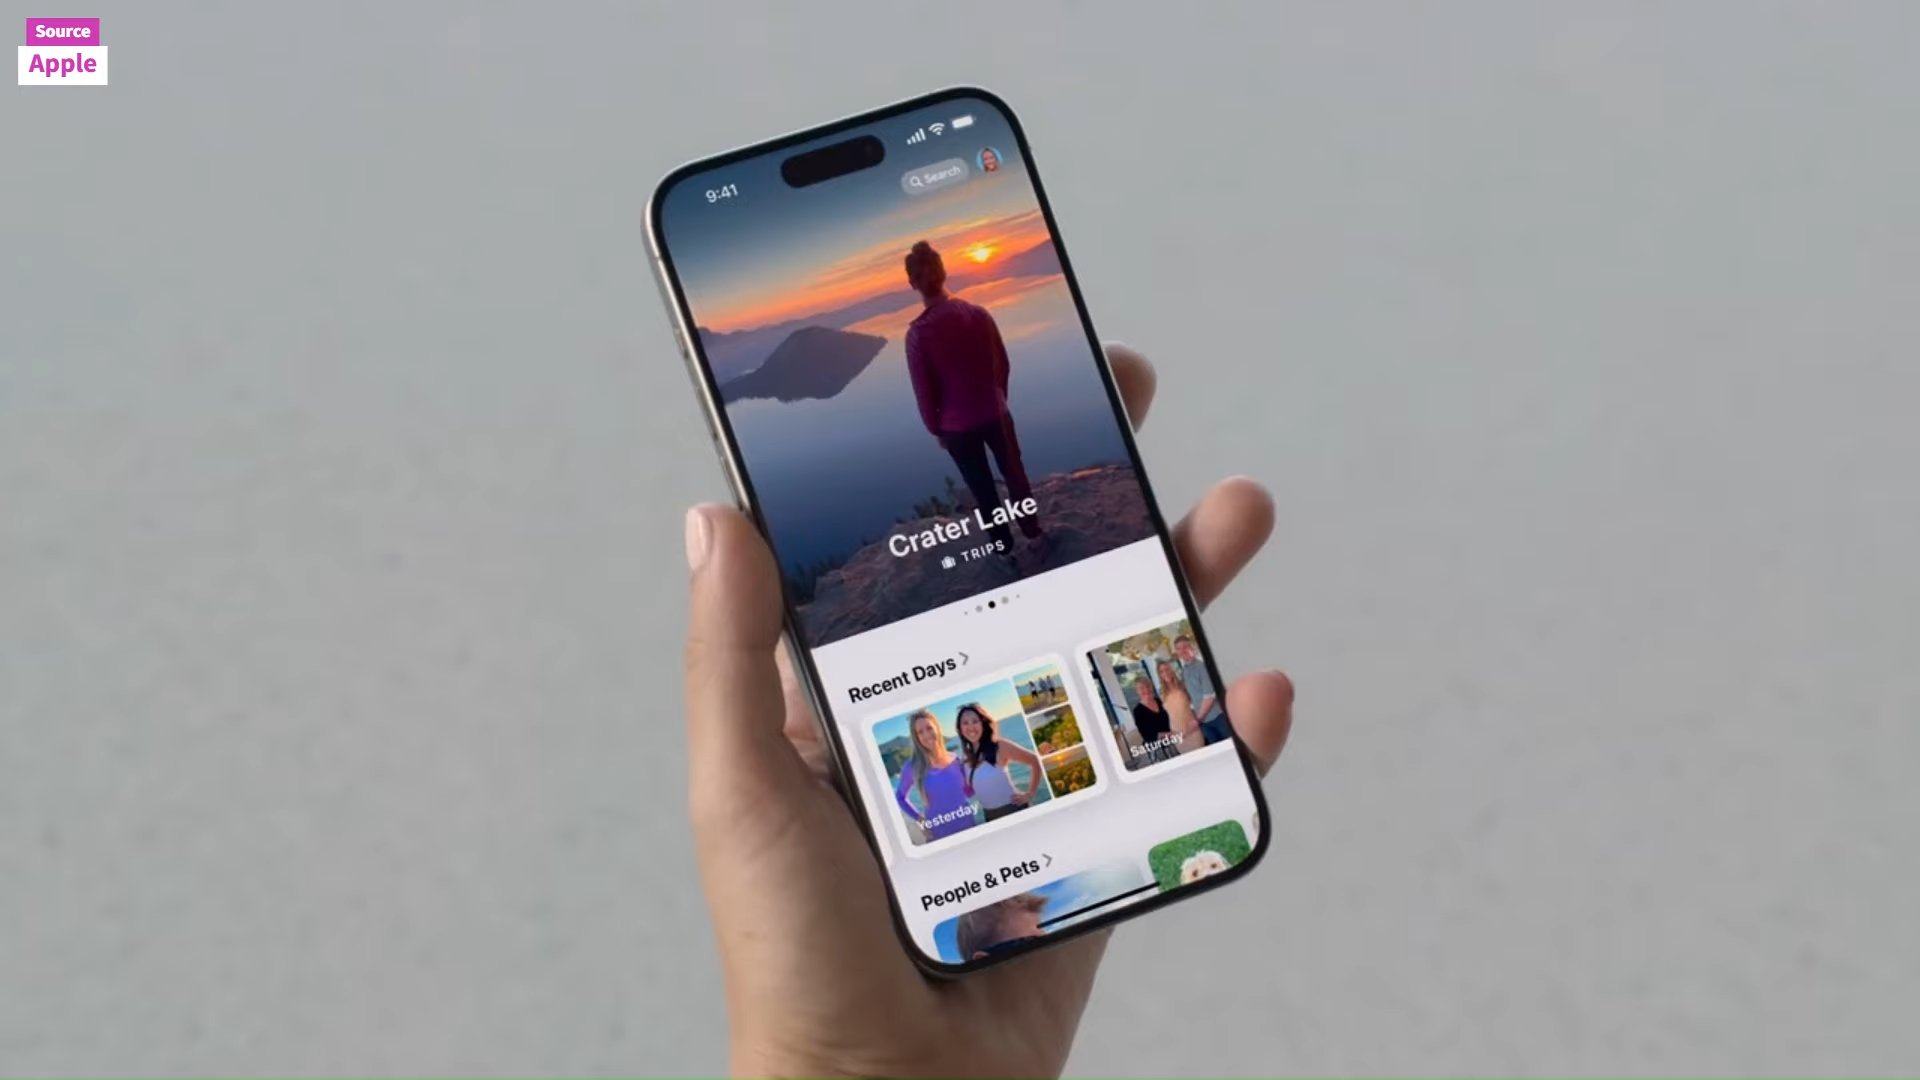 Source
Apple
9:41
Search
Crater Lake
TRIPS
Recent Days
Yesterday
Saturday
People & Pets